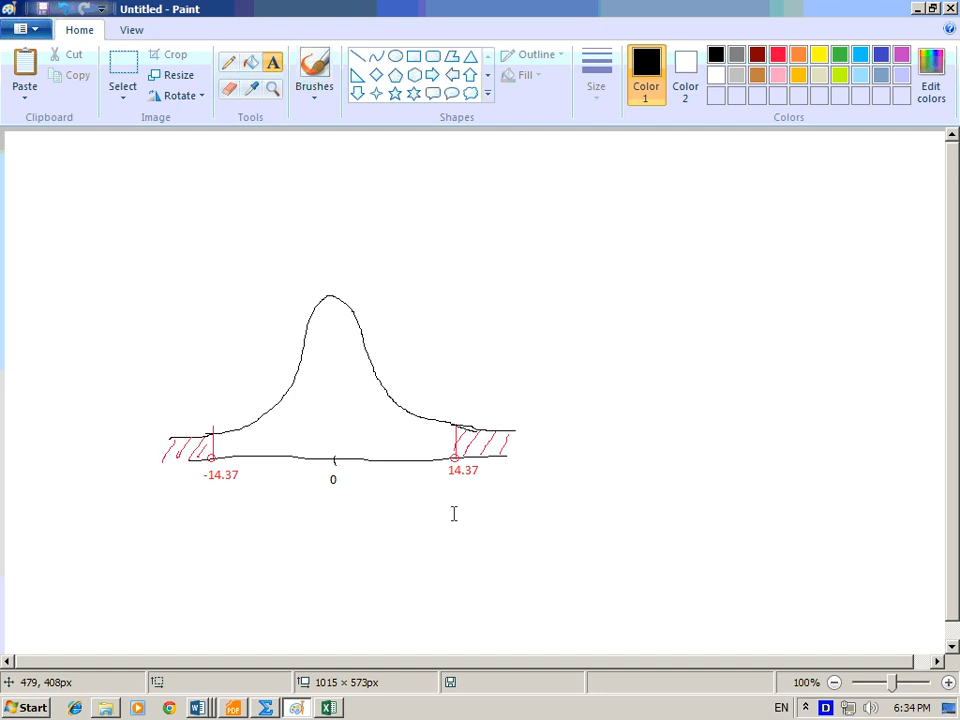 Untitled - Paint
Home View
Paste
Cut
Copy
Clipboard
Select
Crop
Resize
Rotate
Image
A
Tools
Brushes
Outline
Fill
Shapes
Size
Color 1
Color 2
Edit colors
Colors
-14.37
0
14.37
479, 408px
1015 × 573px
100%
Start
W
PDF
Σ
EN
D
6:34 PM